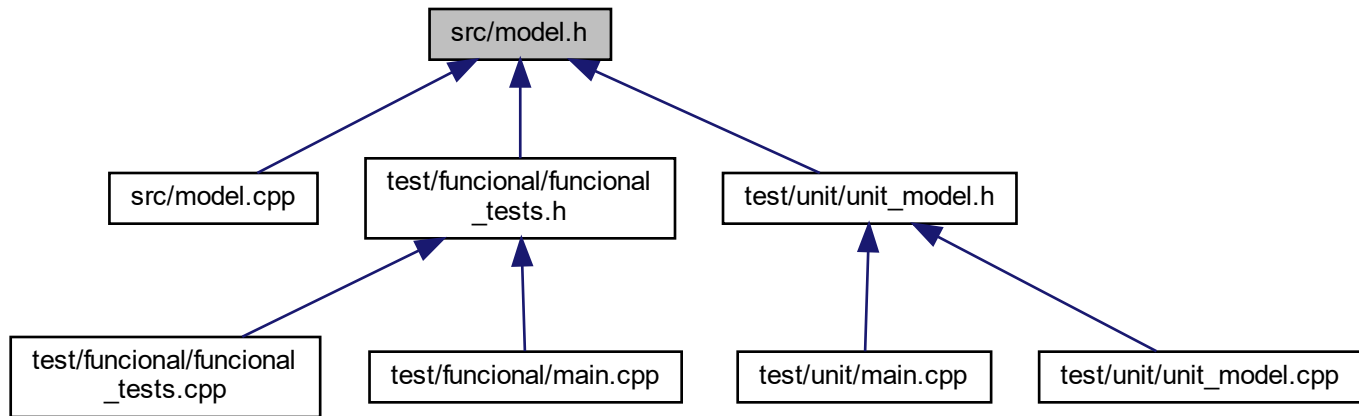 src/model.h
src/model.cpp
test/funcional/funcional
_tests.h
test/unit/unit_model.h
test/funcional/funcional
_tests.cpp
test/funcional/main.cpp
test/unit/main.cpp
test/unit/unit_model.cpp